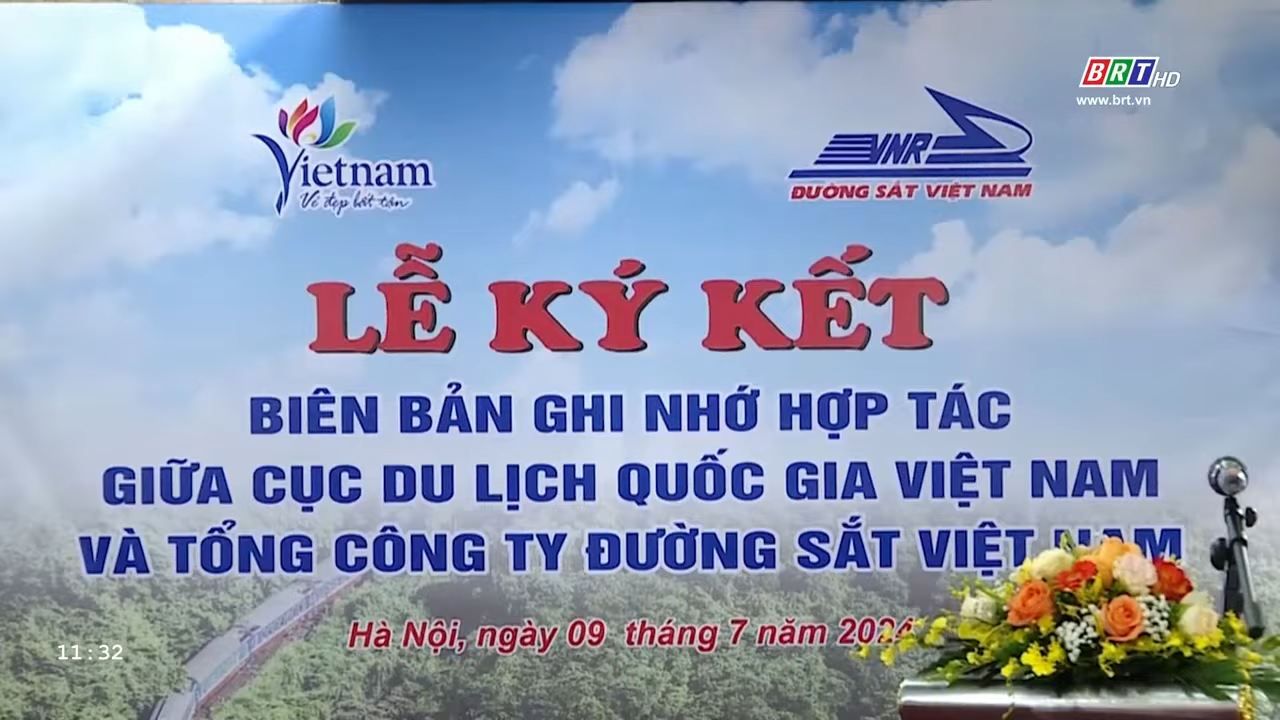 BRT HD
www.brt.vn
Vietnam
Vẻ đẹp bất tận
VNR
ĐƯỜNG SẮT VIỆT NAM
LỄ KÝ KẾT
BIÊN BẢN GHI NHỚ HỢP TÁC
GIỮA CỤC DU LỊCH QUỐC GIA VIỆT NAM
VÀ TỔNG CÔNG TY ĐƯỜNG SẮT VIỆT NAM
Hà Nội, ngày 09 tháng 7 năm 2024
11:32